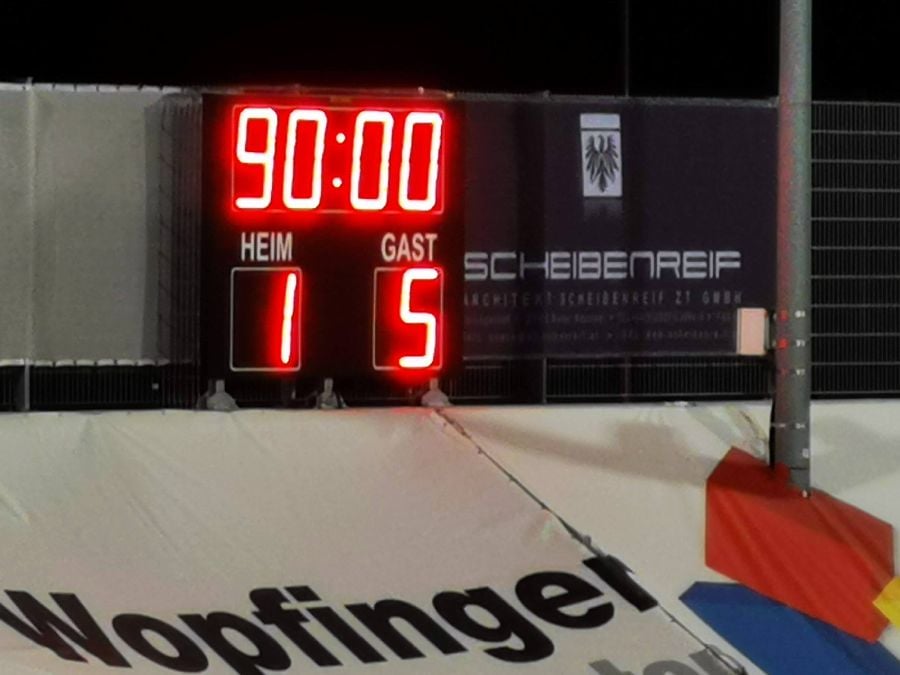 90:00
HEIM GAST
1 5
SCHEIBENREIF
ARCHITEKT SCHEIBENREIF ZT GMBH
Wopfinger